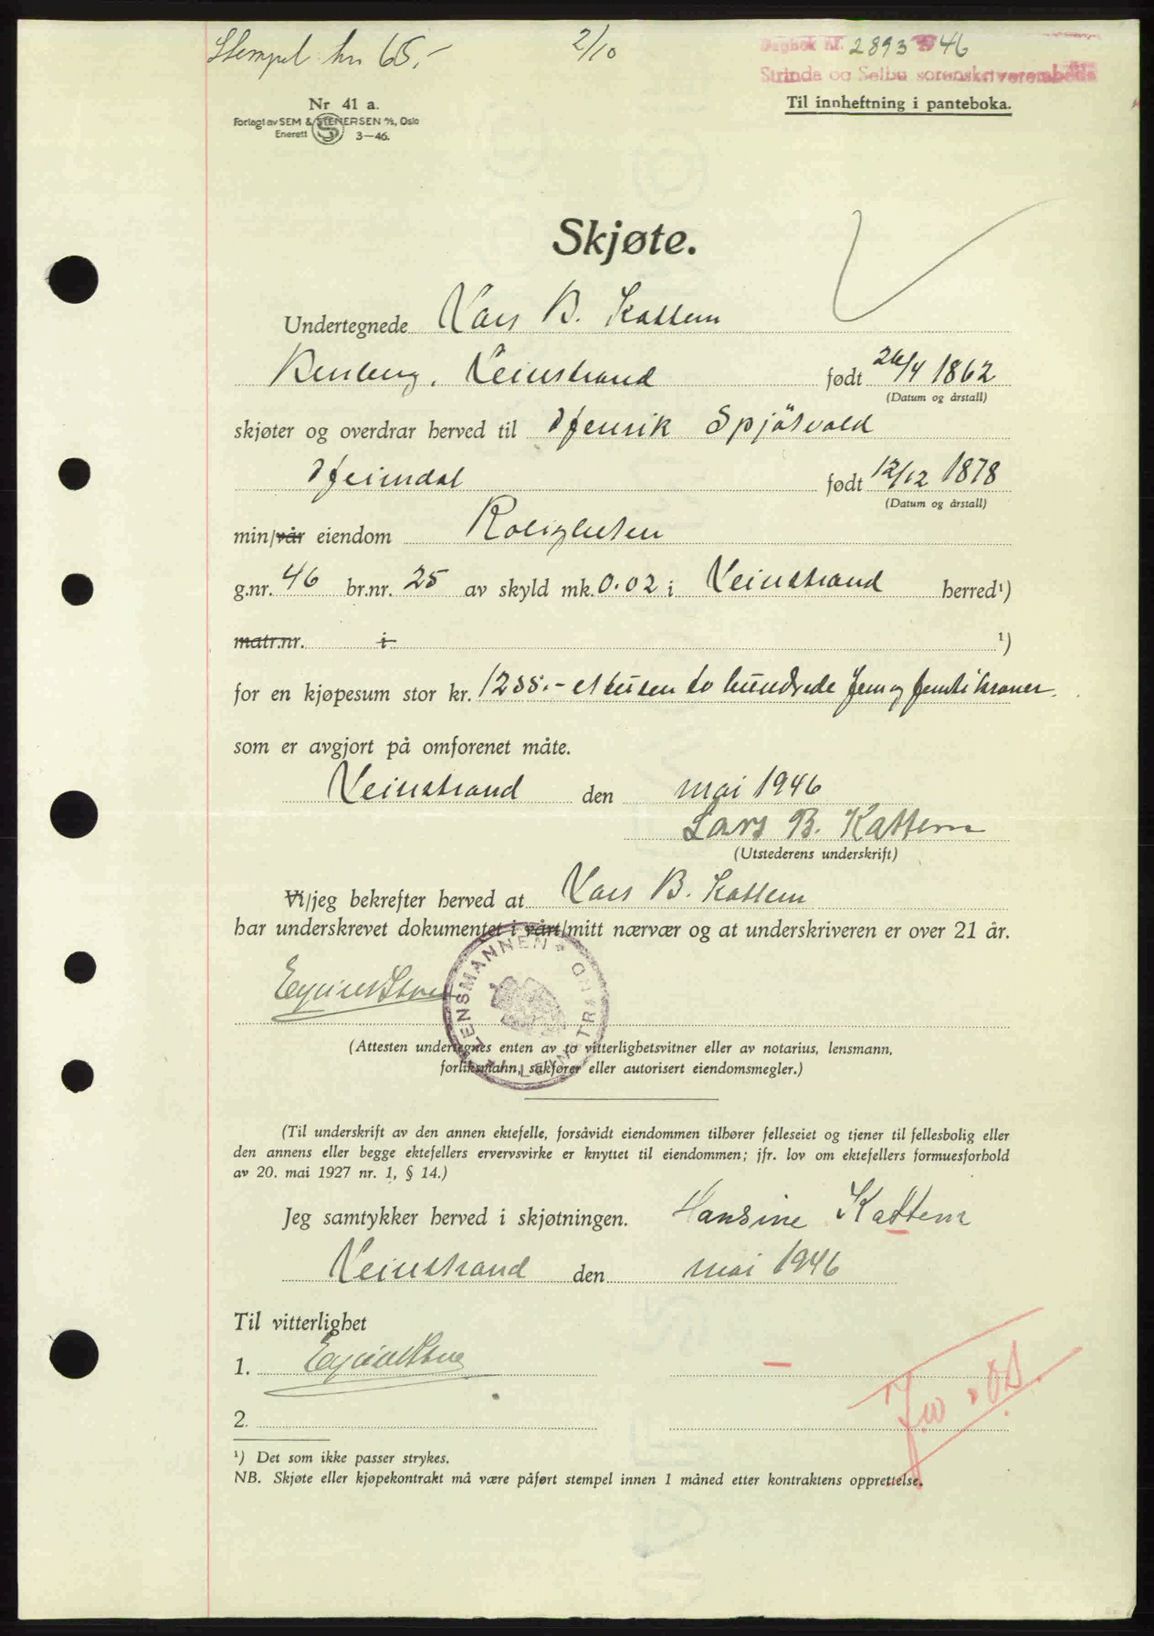 Stempel kr 65,-
2/10
Dagbok nr. 2893 1946
Strinda og Selbu sorenskriverembede
Til innheftning i panteboka.
Nr 41 a.
Forlagt av SEM & STENERSEN A/S, Oslo
Enerett S 3—46.
Skjøte.
Undertegnede Lars B. Kattem
Leinstrand født 26/4 1862
(Datum og årstall)
skjøter og overdrar herved til Henrik Spjøtvold
Heimdal født 12/12 1878
(Datum og årstall)
min/vår eiendom Roligheten
g.nr. 46 br.nr. 25 av skyld mk. 0.02 i Leinstrand herred¹)
matr.nr. i ¹)
for en kjøpesum stor kr. 1255.- ettusen to hundrede fem og femti kroner.
som er avgjort på omforenet måte.
Leinstrand den mai 1946
Lars B. Kattem
(Utstederens underskrift)
Vi/jeg bekrefter herved at Lars B. Kattem
har underskrevet dokumentet i vårt/mitt nærvær og at underskriveren er over 21 år.
LENSMANNEN * LEINSTRAND *
(Attesten undertegnes enten av to vitterlighetsvitner eller av notarius, lensmann,
forliksmann, sakfører eller autorisert eiendomsmegler.)
(Til underskrift av den annen ektefelle, forsåvidt eiendommen tilhører felleseiet og tjener til fellesbolig eller
den annens eller begge ektefellers ervervsvirke er knyttet til eiendommen; jfr. lov om ektefellers formuesforhold
av 20. mai 1927 nr. 1, § 14.)
Jeg samtykker herved i skjøtningen. Hansine Kattem
Leinstrand den mai 1946
Til vitterlighet
1.
2.
¹) Det som ikke passer strykes.
NB. Skjøte eller kjøpekontrakt må være påført stempel innen 1 måned etter kontraktens opprettelse.